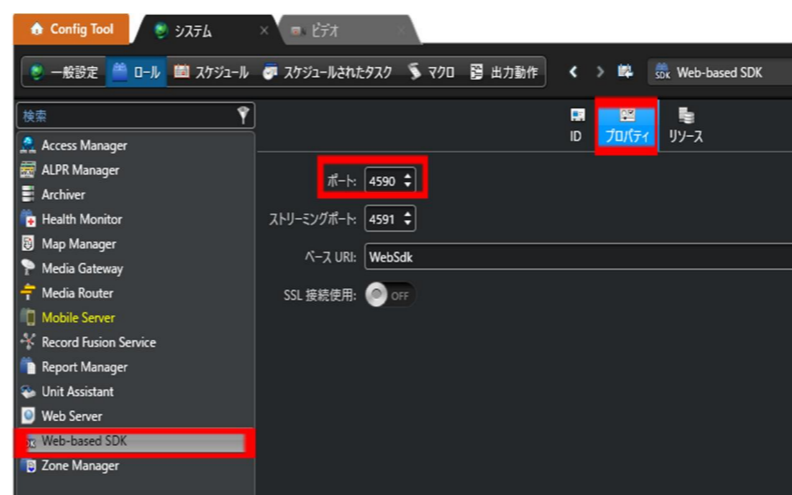 Config Tool システム × ビデオ ×
一般設定 ロール スケジュール スケジュールされたタスク マクロ 出力動作 SDK Web-based SDK
検索
ID プロパティ リソース
Access Manager
ALPR Manager
Archiver
Health Monitor
Map Manager
Media Gateway
Media Router
Mobile Server
Record Fusion Service
Report Manager
Unit Assistant
Web Server
Web-based SDK
Zone Manager
ポート: 4590
ストリーミングポート: 4591
ベース URI: WebSdk
SSL 接続使用: OFF